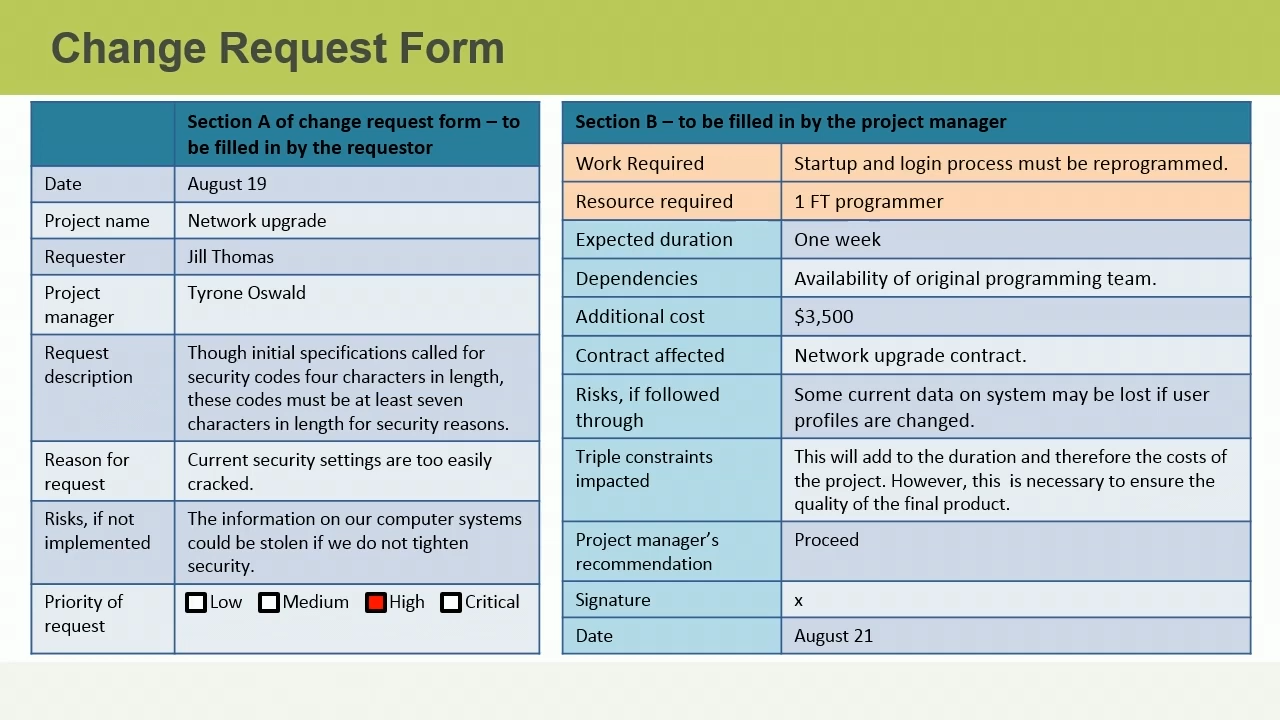 Change Request Form
Section A of change request form – to
be filled in by the requestor
Date
August 19
Project name
Network upgrade
Requester
Jill Thomas
Project
manager
Tyrone Oswald
Request
description
Though initial specifications called for
security codes four characters in length,
these codes must be at least seven
characters in length for security reasons.
Reason for
request
Current security settings are too easily
cracked.
Risks, if not
implemented
The information on our computer systems
could be stolen if we do not tighten
security.
Priority of
request
Low Medium High Critical
Section B – to be filled in by the project manager
Work Required
Startup and login process must be reprogrammed.
Resource required
1 FT programmer
Expected duration
One week
Dependencies
Availability of original programming team.
Additional cost
$3,500
Contract affected
Network upgrade contract.
Risks, if followed
through
Some current data on system may be lost if user
profiles are changed.
Triple constraints
impacted
This will add to the duration and therefore the costs of
the project. However, this  is necessary to ensure the
quality of the final product.
Project manager’s
recommendation
Proceed
Signature
x
Date
August 21